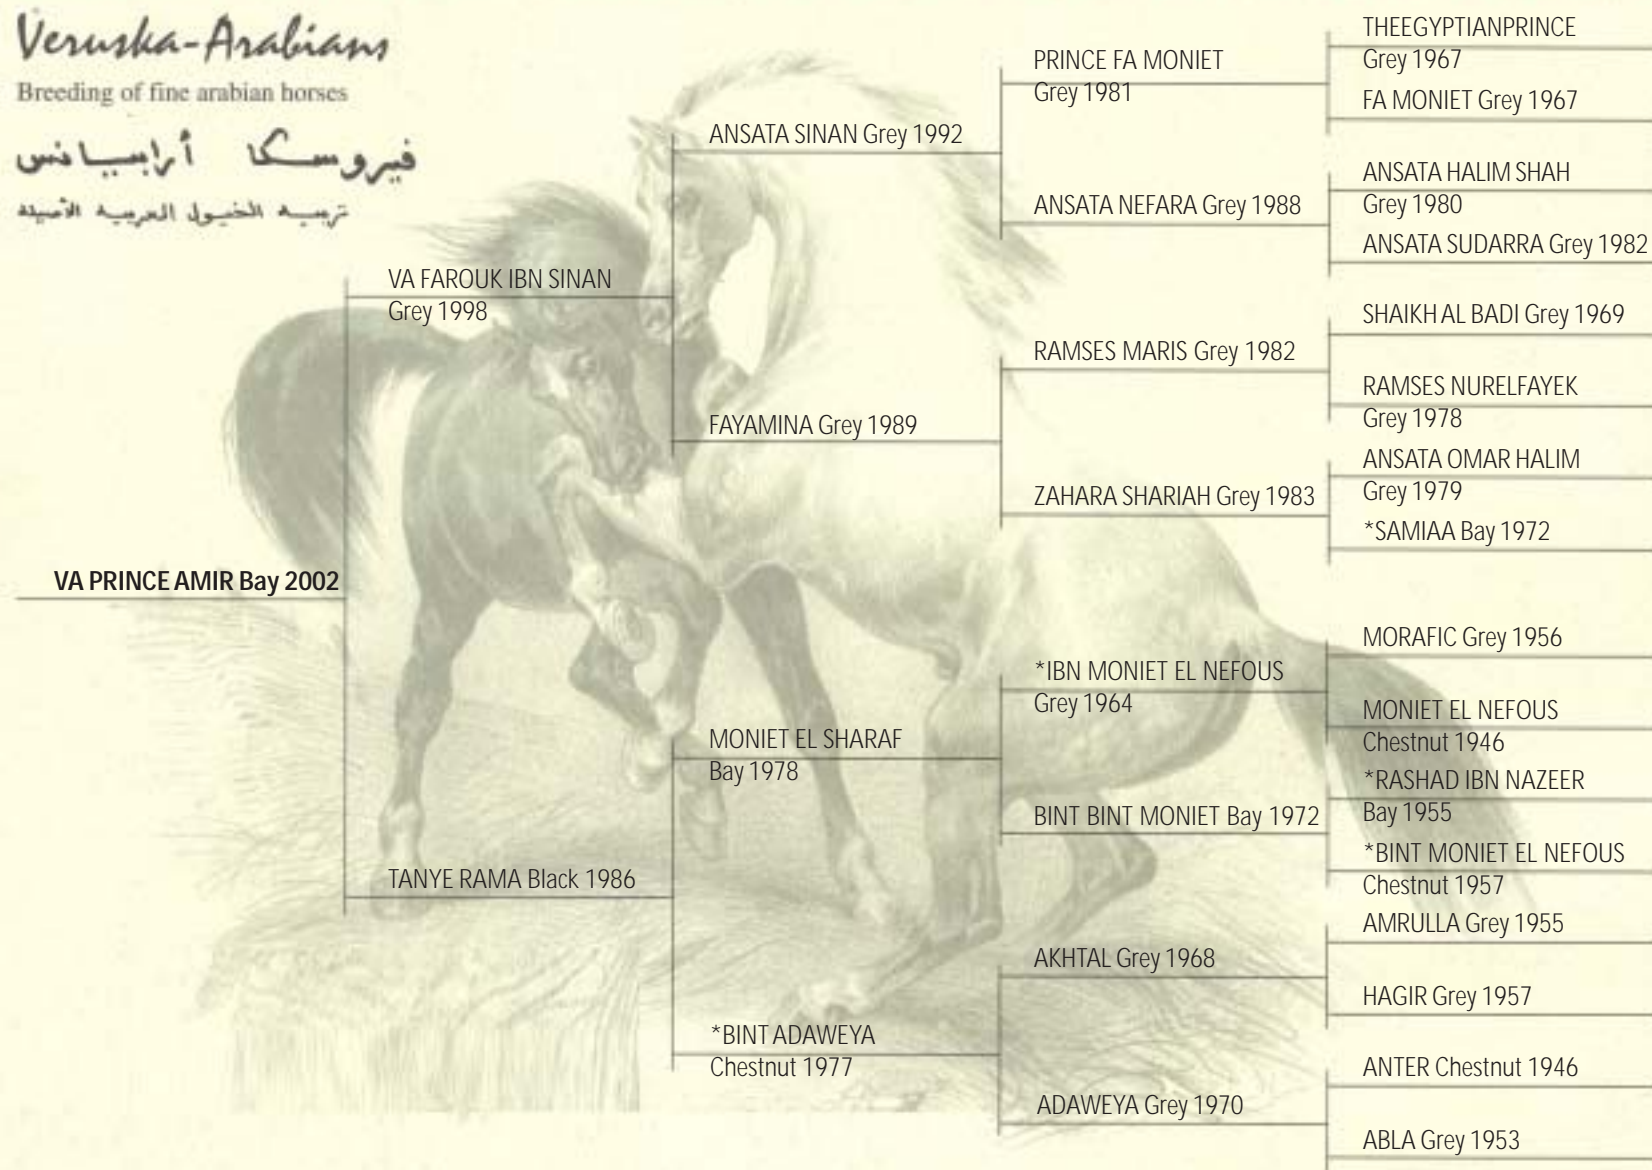 Veruska-Arabians
Breeding of fine arabian horses
فيروسكا أرابيانس
تربيه الخيول العربيه الأصيله
VA PRINCE AMIR Bay 2002
VA FAROUK IBN SINAN
Grey 1998
TANYE RAMA Black 1986
ANSATA SINAN Grey 1992
FAYAMINA Grey 1989
MONIET EL SHARAF
Bay 1978
*BINT ADAWEYA
Chestnut 1977
PRINCE FA MONIET
Grey 1981
ANSATA NEFARA Grey 1988
RAMSES MARIS Grey 1982
ZAHARA SHARIAH Grey 1983
*IBN MONIET EL NEFOUS
Grey 1964
BINT BINT MONIET Bay 1972
AKHTAL Grey 1968
ADAWEYA Grey 1970
THEEGYPTIANPRINCE
Grey 1967
FA MONIET Grey 1967
ANSATA HALIM SHAH
Grey 1980
ANSATA SUDARRA Grey 1982
SHAIKH AL BADI Grey 1969
RAMSES NURELFAYEK
Grey 1978
ANSATA OMAR HALIM
Grey 1979
*SAMIAA Bay 1972
MORAFIC Grey 1956
MONIET EL NEFOUS
Chestnut 1946
*RASHAD IBN NAZEER
Bay 1955
*BINT MONIET EL NEFOUS
Chestnut 1957
AMRULLA Grey 1955
HAGIR Grey 1957
ANTER Chestnut 1946
ABLA Grey 1953